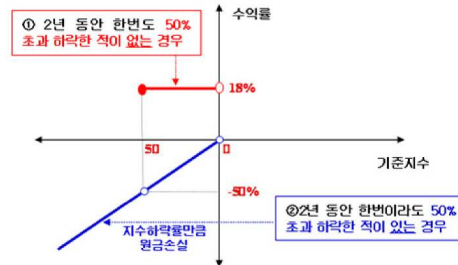 수익률
① 2년 동안 한번도 50%
초과 하락한 적이 없는 경우
18%
50
0
기준지수
-50%
지수하락률만큼
원금손실
②2년 동안 한번이라도 50%
초과 하락한 적이 있는 경우